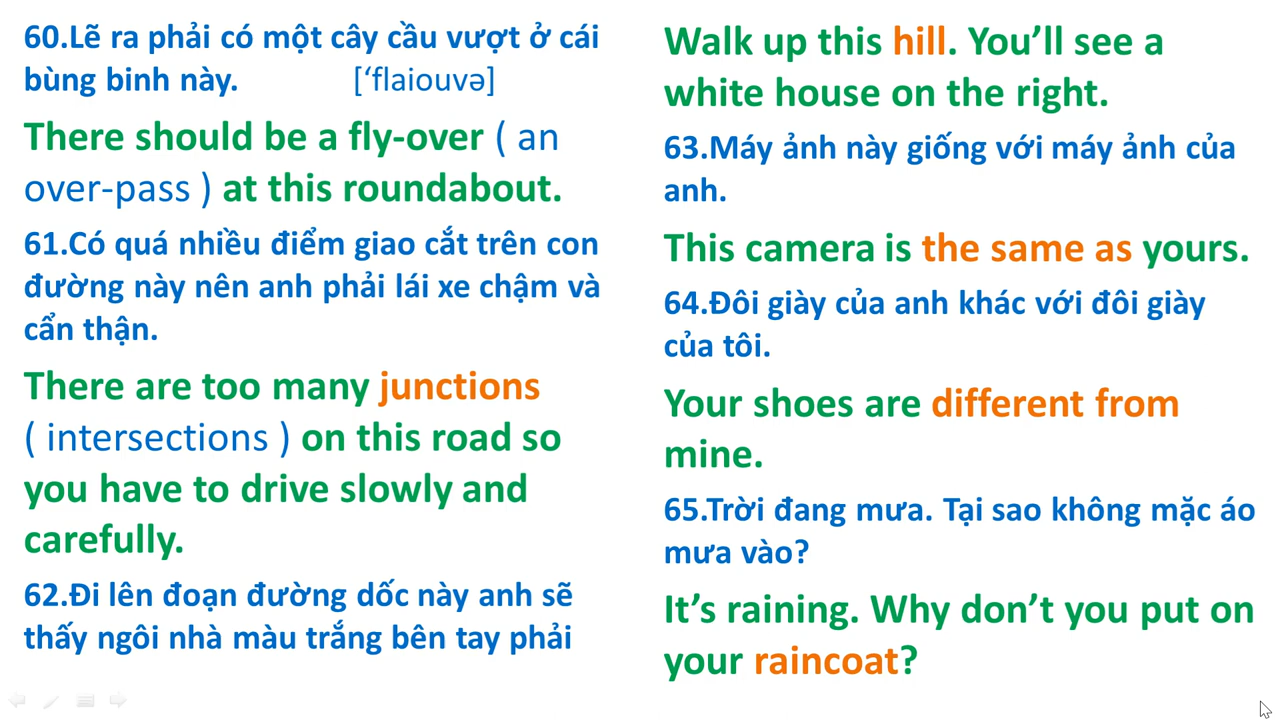 60.Lẽ ra phải có một cây cầu vượt ở cái
bùng binh này. [‘flaiouvə]
There should be a fly-over ( an
over-pass ) at this roundabout.
61.Có quá nhiều điểm giao cắt trên con
đường này nên anh phải lái xe chậm và
cẩn thận.
There are too many junctions
( intersections ) on this road so
you have to drive slowly and
carefully.
62.Đi lên đoạn đường dốc này anh sẽ
thấy ngôi nhà màu trắng bên tay phải
Walk up this hill. You’ll see a
white house on the right.
63.Máy ảnh này giống với máy ảnh của
anh.
This camera is the same as yours.
64.Đôi giày của anh khác với đôi giày
của tôi.
Your shoes are different from
mine.
65.Trời đang mưa. Tại sao không mặc áo
mưa vào?
It’s raining. Why don’t you put on
your raincoat?